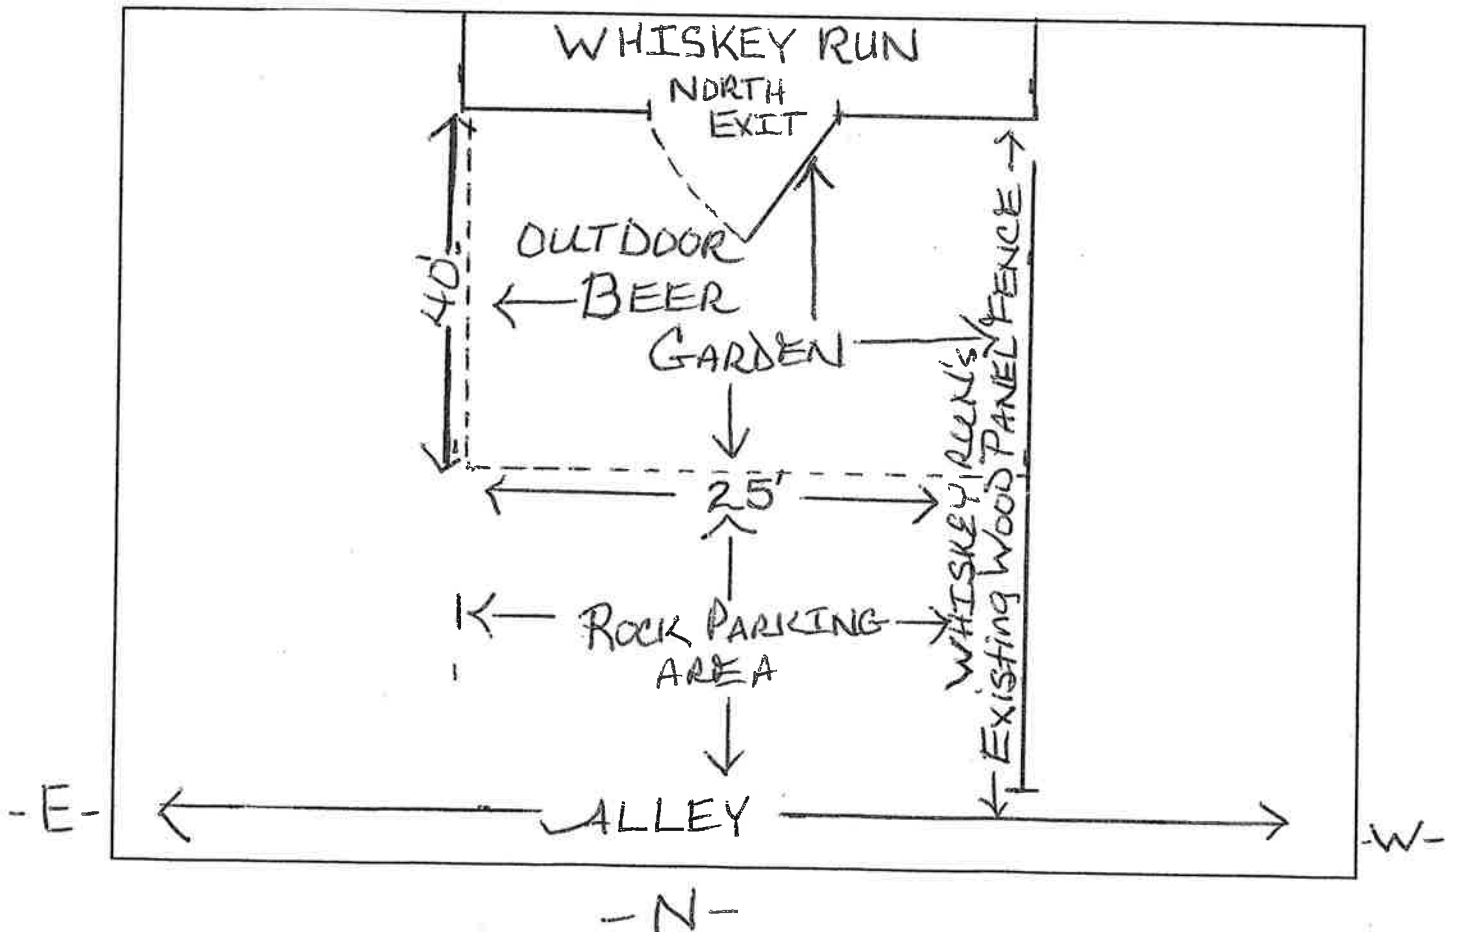 WHISKEY RUN
NORTH
EXIT
OUTDOOR
BEER
GARDEN
40'
25'
WHISKEY RUN's
Existing WOOD PANEL FENCE
ROCK PARKING
AREA
ALLEY
-E-
-W-
-N-